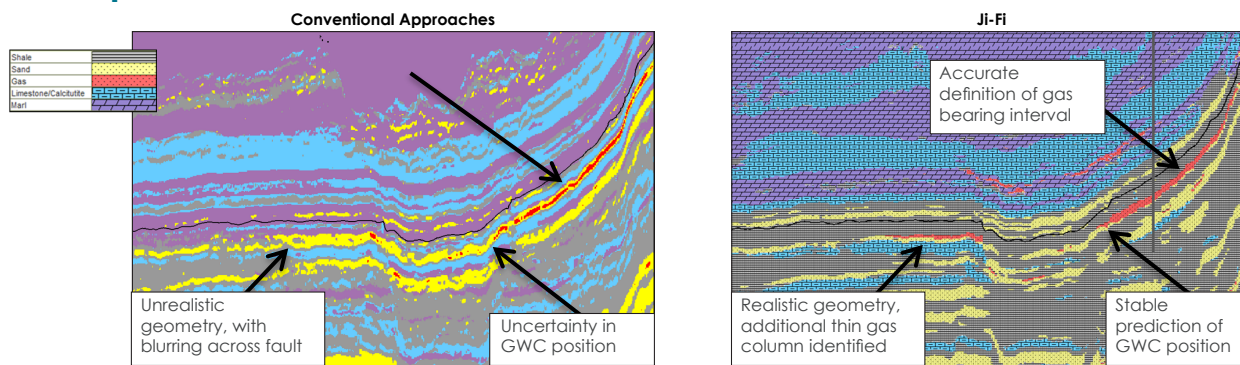 Conventional Approaches
Ji-Fi
Shale
Sand
Gas
Limestone/Calcitutite
Marl
Accurate
definition of gas
bearing interval
Unrealistic
geometry, with
blurring across fault
Uncertainty in
GWC position
Realistic geometry,
additional thin gas
column identified
Stable
prediction of
GWC position